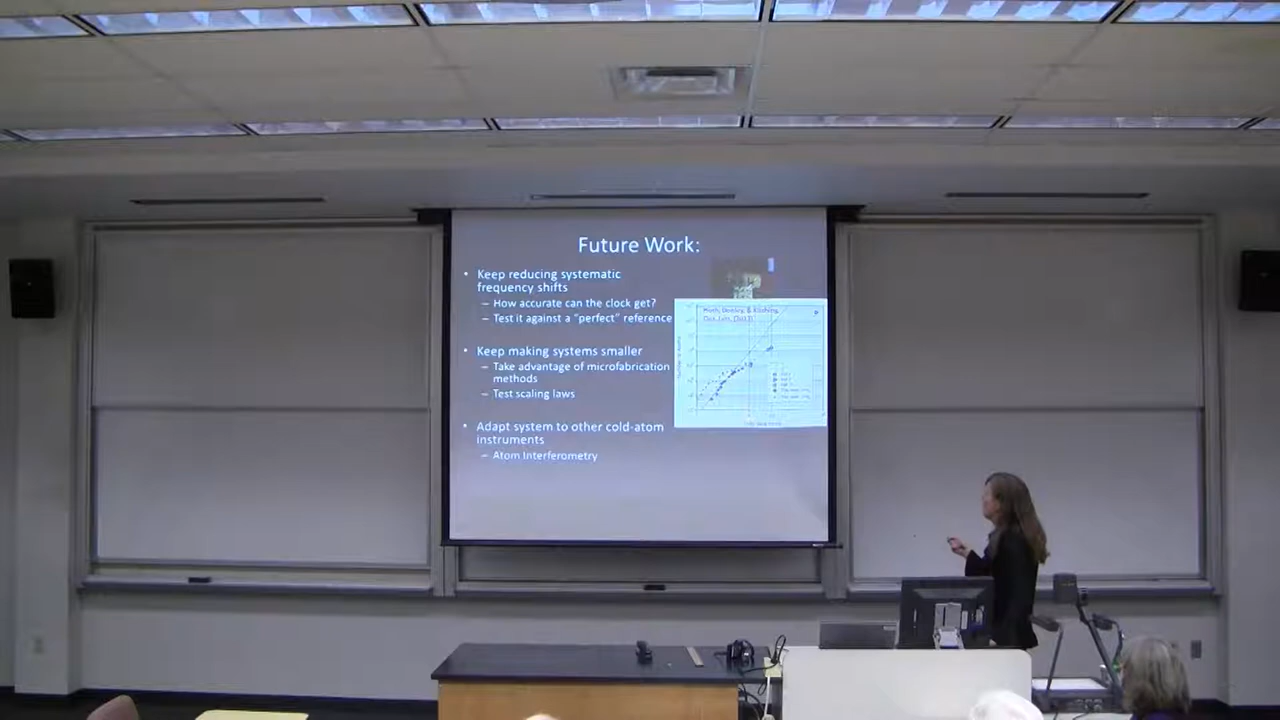 Future Work:
• Keep reducing systematic
frequency shifts
– How accurate can the clock get?
– Test it against a "perfect" reference
• Keep making systems smaller
– Take advantage of microfabrication
methods
– Test scaling laws
• Adapt system to other cold-atom
instruments
– Atom Interferometry